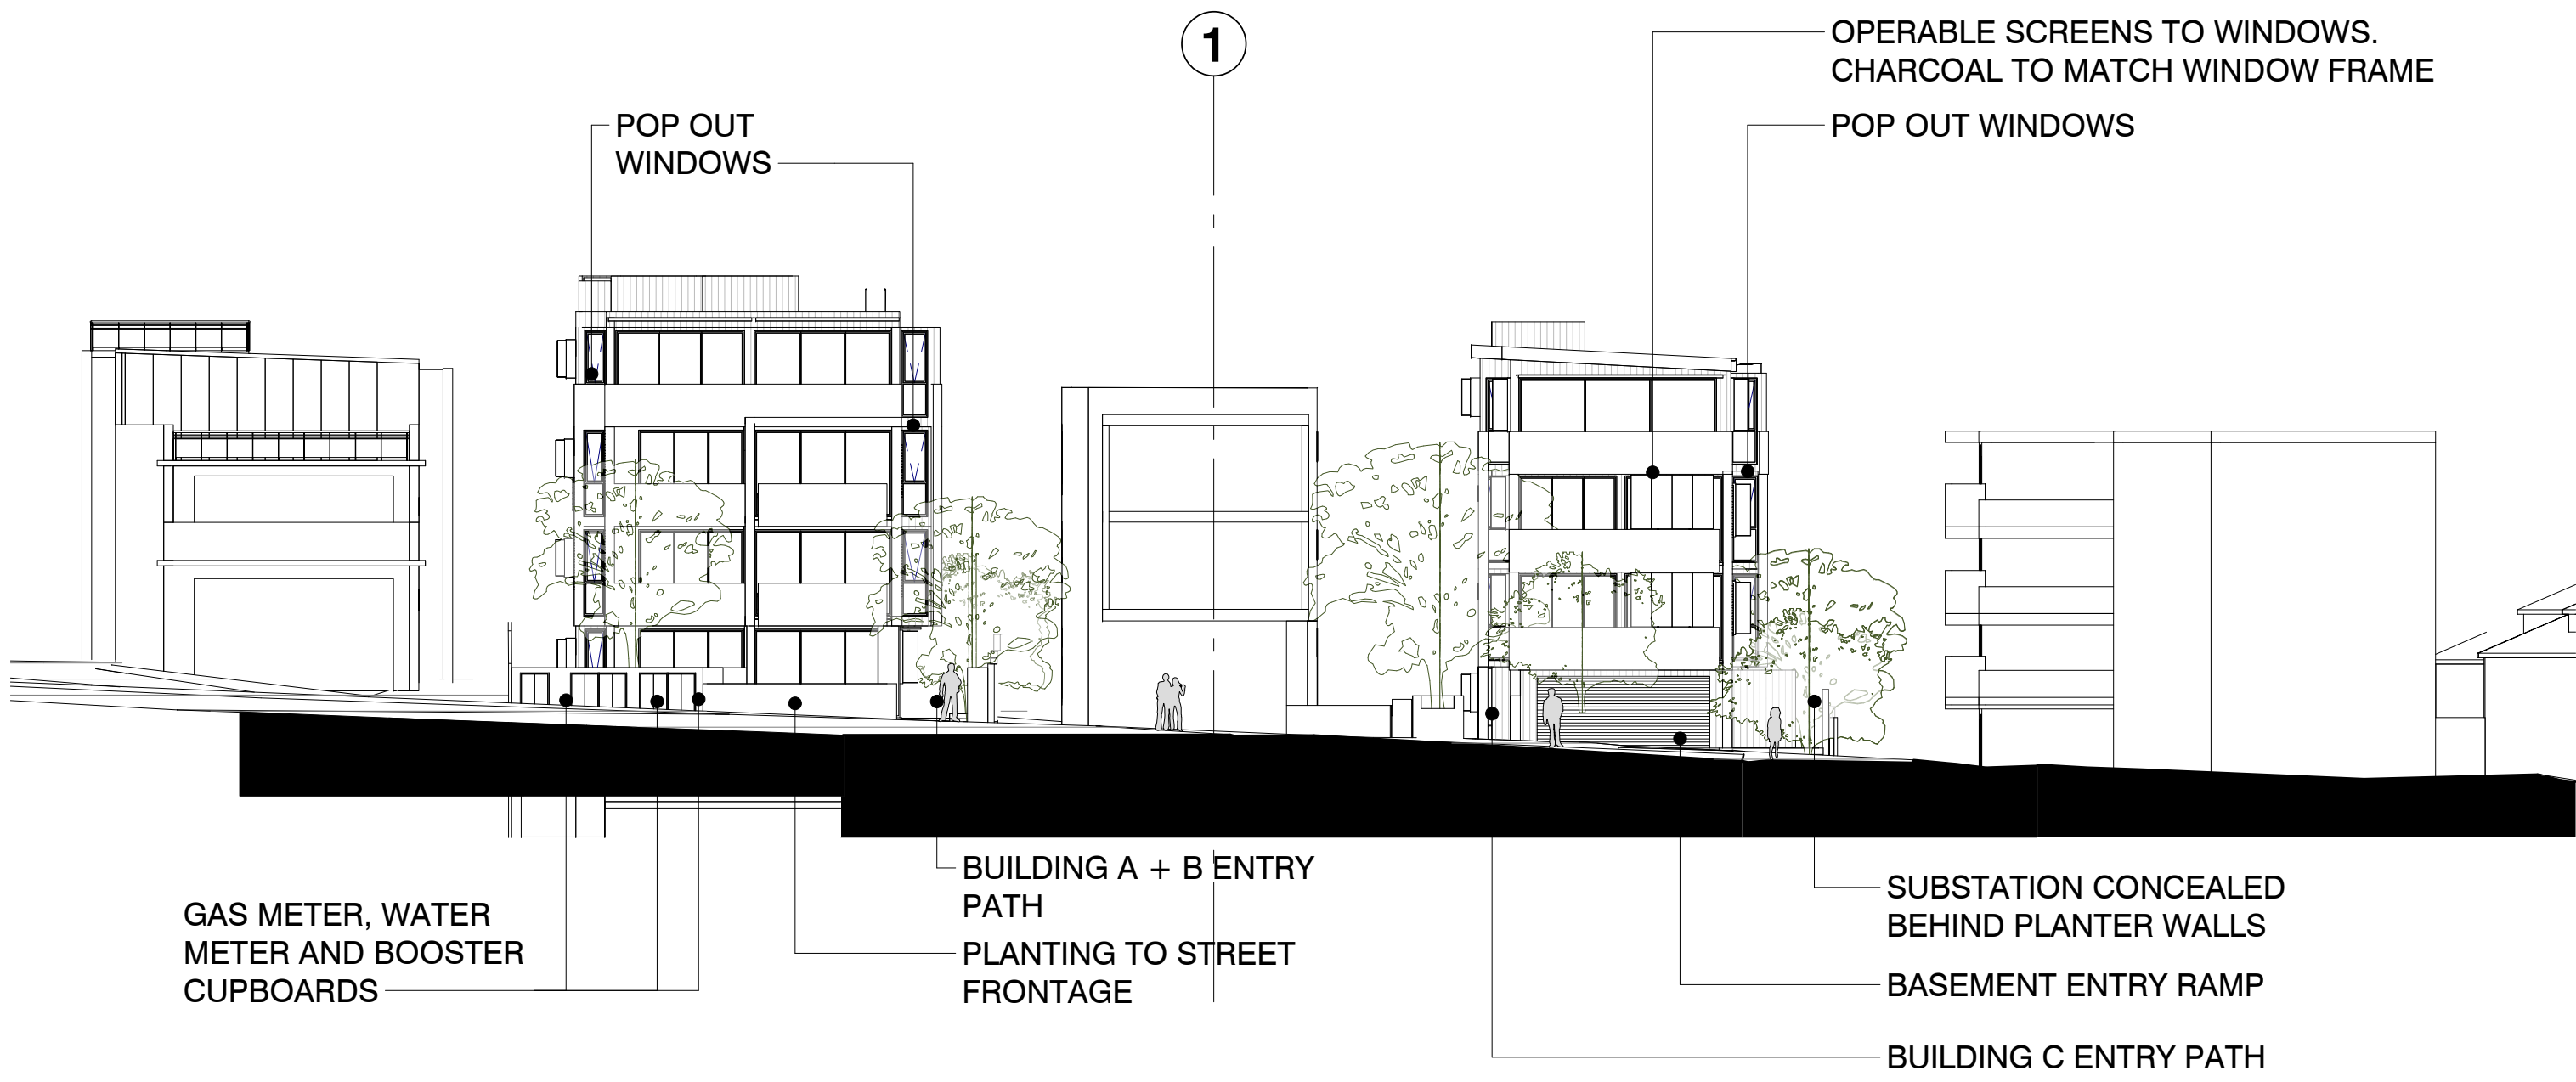 1
OPERABLE SCREENS TO WINDOWS.
CHARCOAL TO MATCH WINDOW FRAME
POP OUT
WINDOWS
POP OUT WINDOWS
BUILDING A + B ENTRY
PATH
GAS METER, WATER
METER AND BOOSTER
CUPBOARDS
PLANTING TO STREET
FRONTAGE
SUBSTATION CONCEALED
BEHIND PLANTER WALLS
BASEMENT ENTRY RAMP
BUILDING C ENTRY PATH